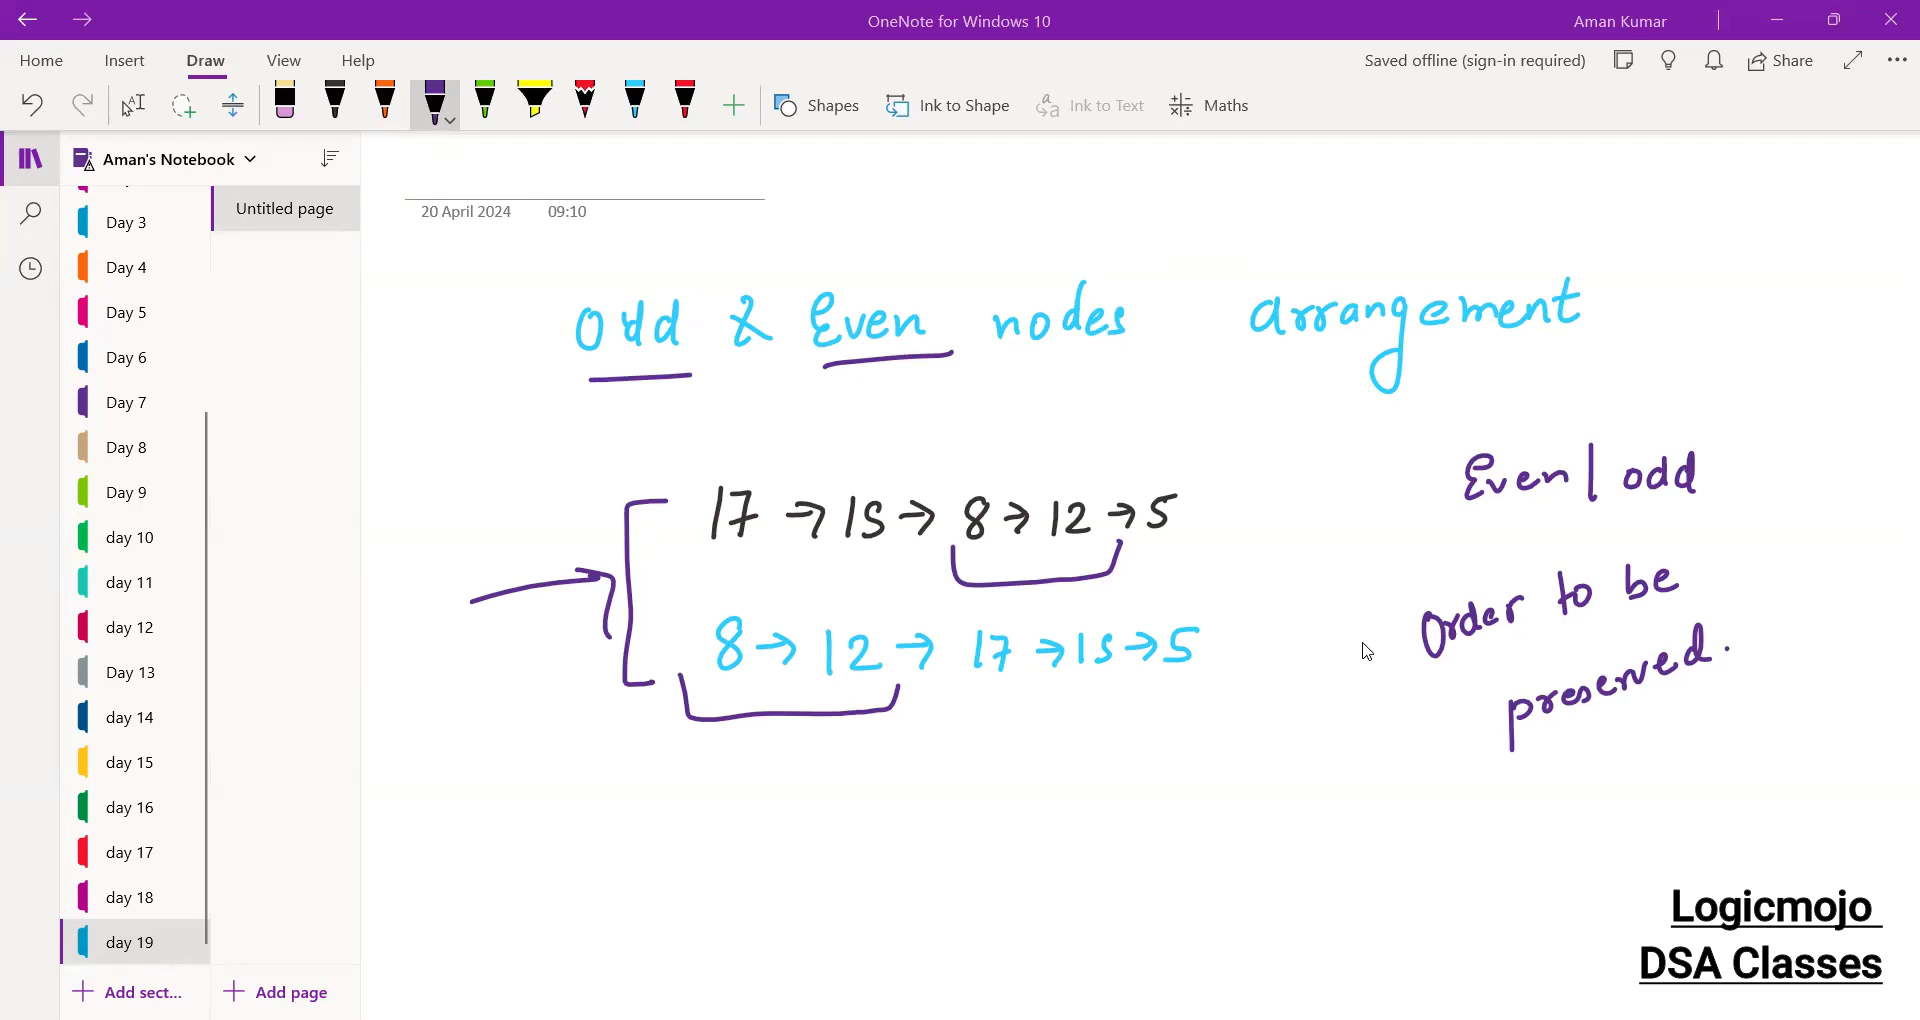 OneNote for Windows 10
Aman Kumar
Home Insert Draw View Help
Saved offline (sign-in required) Share
Shapes Ink to Shape Ink to Text Maths
Aman's Notebook
Untitled page
Day 3
Day 4
Day 5
Day 6
Day 7
Day 8
Day 9
day 10
day 11
day 12
Day 13
day 14
day 15
day 16
day 17
day 18
day 19
Add sect...
Add page
20 April 2024 09:10
Odd & Even nodes arrangement
17 → 15 → 8 → 12 → 5
8 → 12 → 17 → 15 → 5
Even | odd
Order to be
preserved.
Logicmojo
DSA Classes